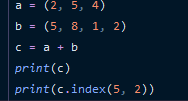 a = (2, 5, 4)
b = (5, 8, 1, 2)
c = a + b
print(c)
print(c.index(5, 2))